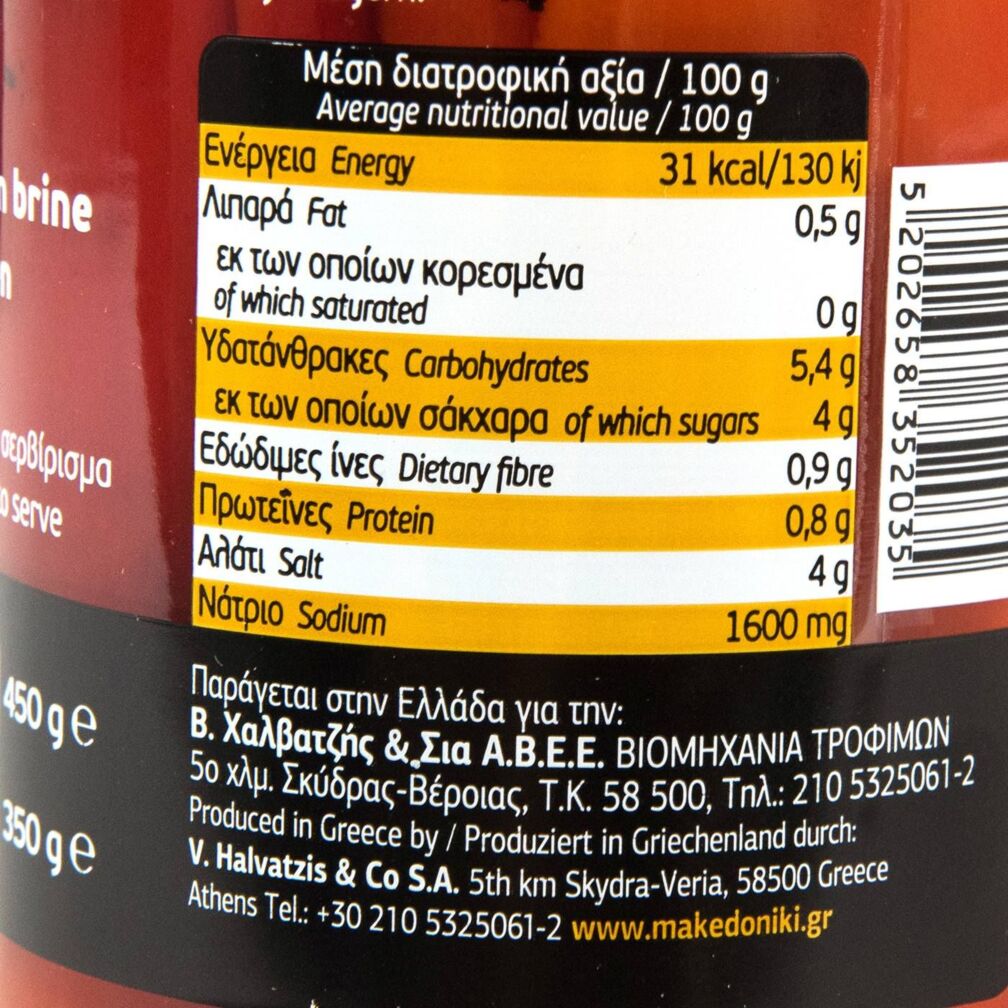 Μέση διατροφική αξία / 100 g
Average nutritional value / 100 g
Ενέργεια Energy 31 kcal/130 kj
Λιπαρά Fat 0,5 g
εκ των οποίων κορεσμένα
of which saturated 0 g
Υδατάνθρακες Carbohydrates 5,4 g
εκ των οποίων σάκχαρα of which sugars 4 g
Εδώδιμες ίνες Dietary fibre 0,9 g
Πρωτεΐνες Protein 0,8 g
Αλάτι Salt 4 g
Νάτριο Sodium 1600 mg
Παράγεται στην Ελλάδα για την:
Β. Χαλβατζής & Σια Α.Β.Ε.Ε. ΒΙΟΜΗΧΑΝΙΑ ΤΡΟΦΙΜΩΝ
5ο χλμ. Σκύδρας-Βέροιας, Τ.Κ. 58 500, Τηλ.: 210 5325061-2
Produced in Greece by / Produziert in Griechenland durch:
V. Halvatzis & Co S.A. 5th km Skydra-Veria, 58500 Greece
Athens Tel.: +30 210 5325061-2 www.makedoniki.gr
brine
σερβίρισμα
serve
450 g e
350 g e
5 202658 352035